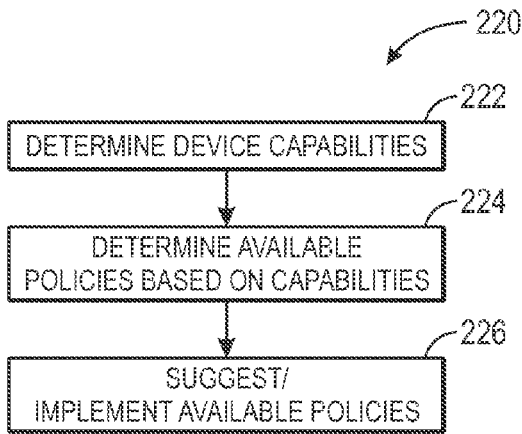 220
222
DETERMINE DEVICE CAPABILITIES
224
DETERMINE AVAILABLE
POLICIES BASED ON CAPABILITIES
226
SUGGEST/
IMPLEMENT AVAILABLE POLICIES